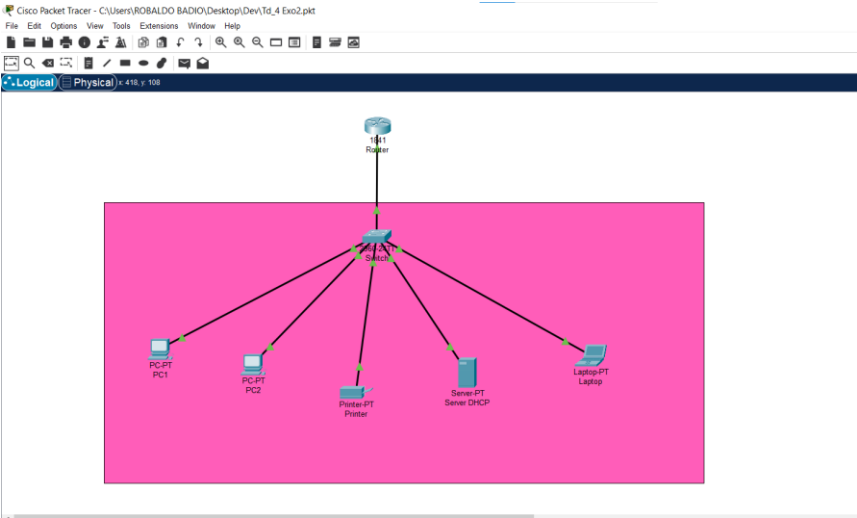 Cisco Packet Tracer - C:\Users\ROBALDO BADIO\Desktop\Dev\Td_4 Exo2.pkt
File Edit Options View Tools Extensions Window Help
Logical Physical x: 418, y: 108
1841
Router
Switch
PC-PT
PC1
PC-PT
PC2
Printer-PT
Printer
Server-PT
Server DHCP
Laptop-PT
Laptop